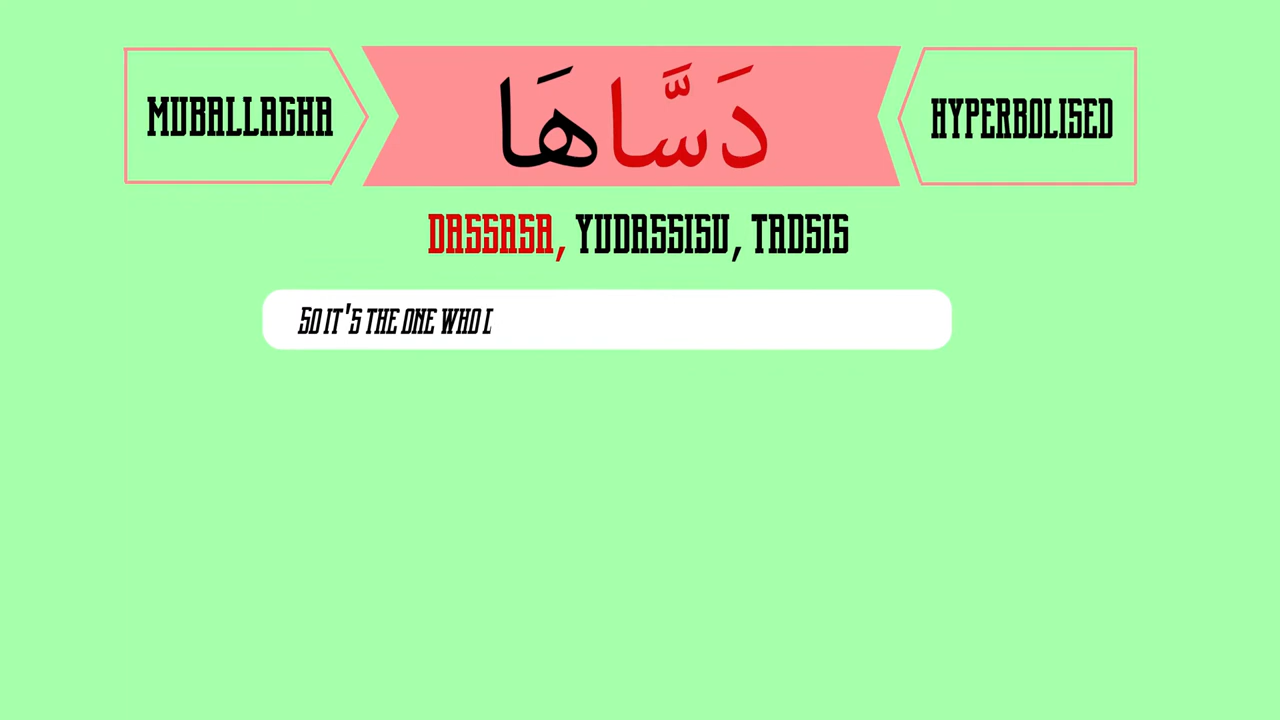 MUBALLAGHA
دَسَّاهَا
HYPERBOLISED
DASSASA, YUDASSISU, TADSIS
SO IT'S THE ONE WHO